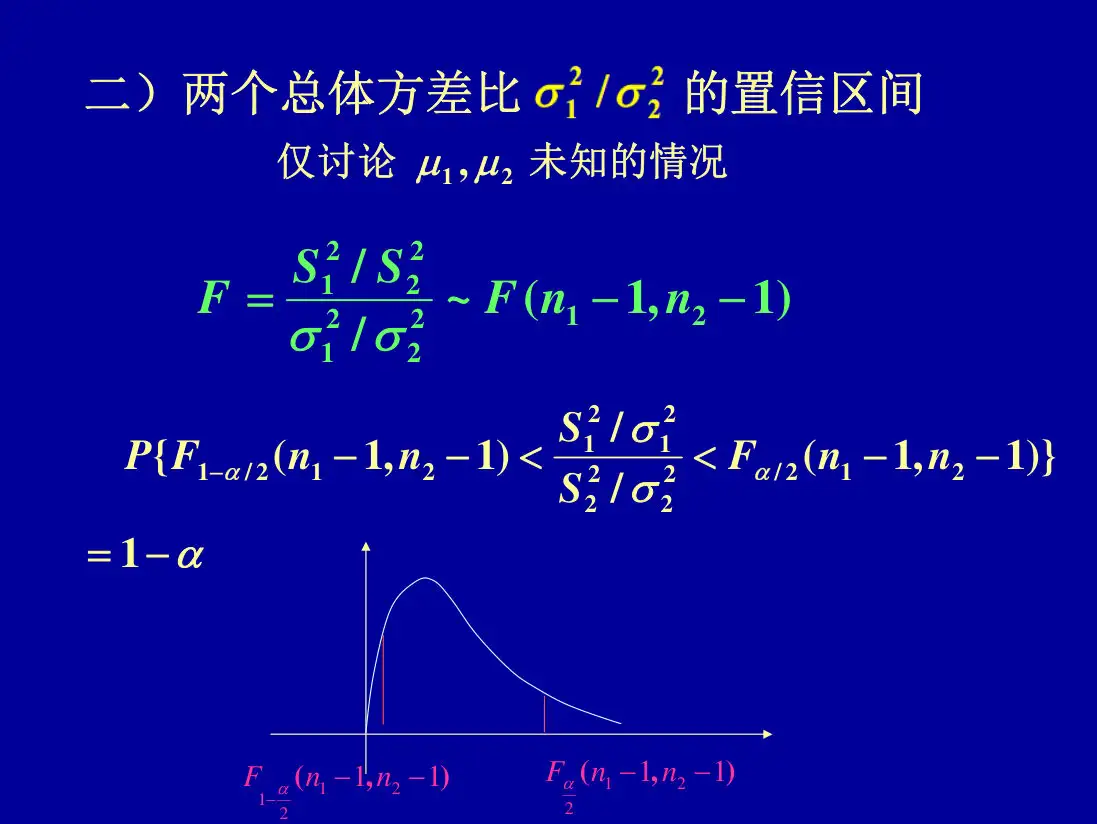 二）两个总体方差比 σ₁²/σ₂² 的置信区间
仅讨论 μ₁,μ₂ 未知的情况
F = (S₁²/S₂²)/(σ₁²/σ₂²) ~ F(n₁−1,n₂−1)
P{F₁₋α/₂(n₁−1,n₂−1) < (S₁²/σ₁²)/(S₂²/σ₂²) < Fα/₂(n₁−1,n₂−1)}
=1−α
F₁₋α/₂(n₁−1,n₂−1) Fα/₂(n₁−1,n₂−1)